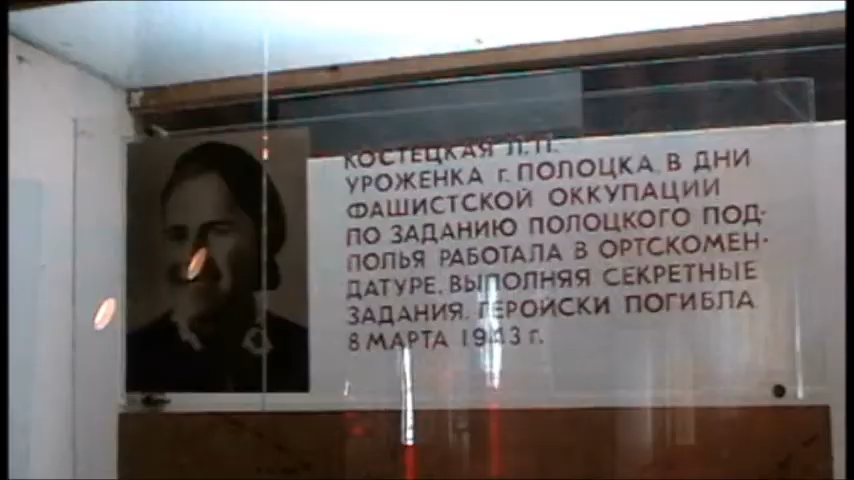 КОСТЕЦКАЯ Л.П.
УРОЖЕНКА г. ПОЛОЦКА. В ДНИ
ФАШИСТСКОЙ ОККУПАЦИИ
ПО ЗАДАНИЮ ПОЛОЦКОГО ПОД-
ПОЛЬЯ РАБОТАЛА В ОРТСКОМЕН-
ДАТУРЕ, ВЫПОЛНЯЯ СЕКРЕТНЫЕ
ЗАДАНИЯ. ГЕРОЙСКИ ПОГИБЛА
8 МАРТА 1943 г.